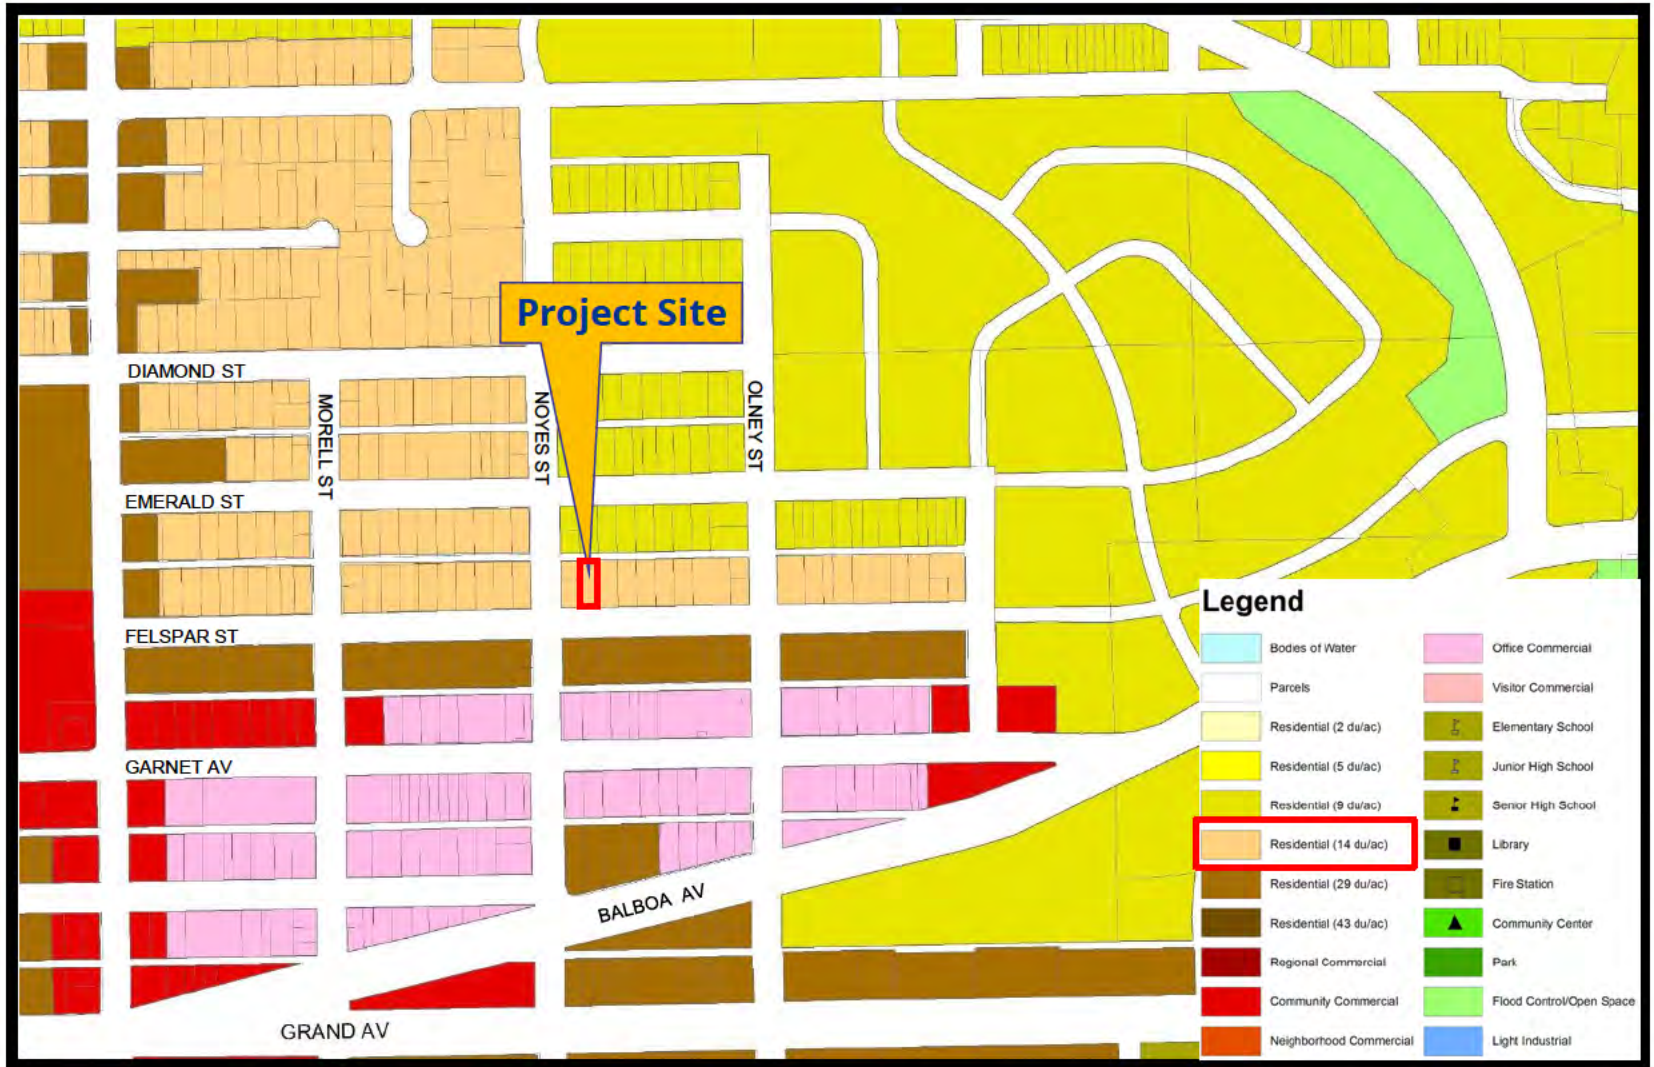 Project Site
DIAMOND ST
MORELL ST
NOYES ST
OLNEY ST
EMERALD ST
FELSPAR ST
GARNET AV
BALBOA AV
GRAND AV
Legend
Bodies of Water
Parcels
Residential (2 du/ac)
Residential (5 du/ac)
Residential (9 du/ac)
Residential (14 du/ac)
Residential (29 du/ac)
Residential (43 du/ac)
Regional Commercial
Community Commercial
Neighborhood Commercial
Office Commercial
Visitor Commercial
Elementary School
Junior High School
Senior High School
Library
Fire Station
Community Center
Park
Flood Control/Open Space
Light Industrial